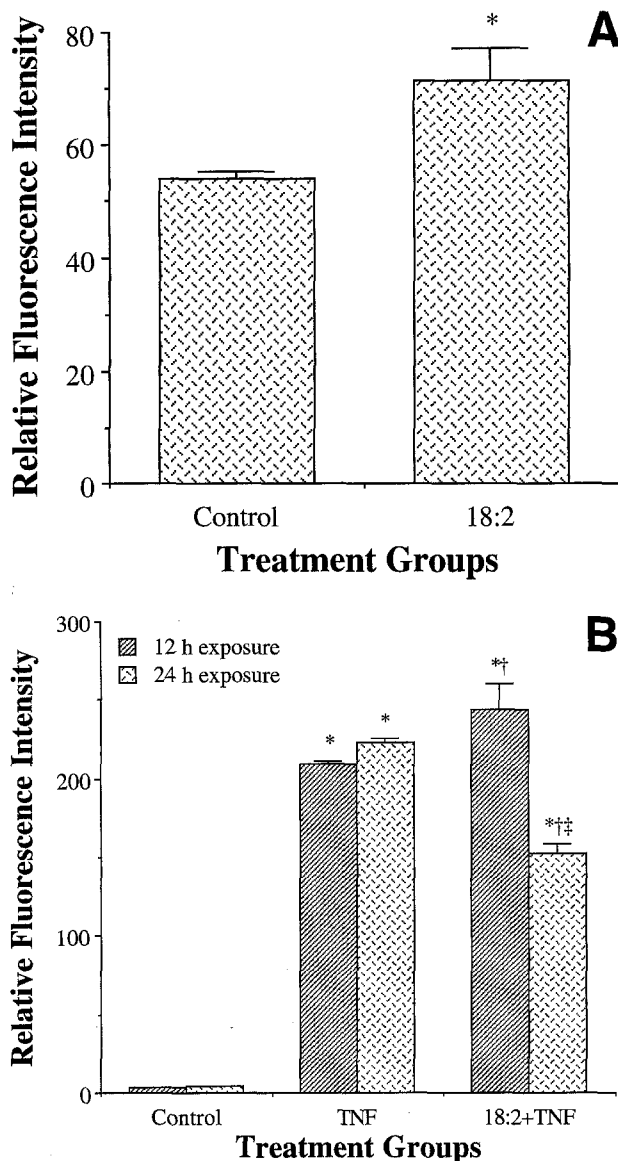 A
Relative Fluorescence Intensity
80
60
40
20
0
*
Control
18:2
Treatment Groups
B
Relative Fluorescence Intensity
300
200
100
0
12 h exposure
24 h exposure
*
*
*†
*†‡
Control
TNF
18:2+TNF
Treatment Groups